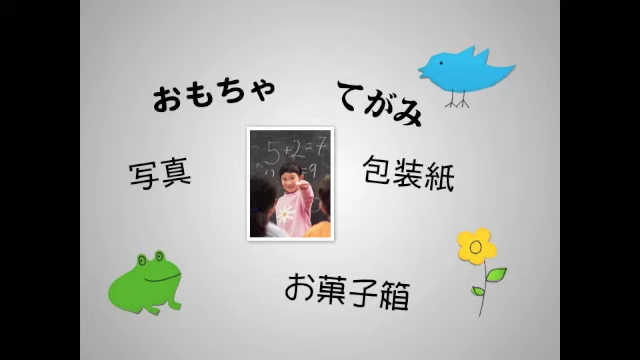 おもちゃ
てがみ
写真
包装紙
5+2=7
お菓子箱